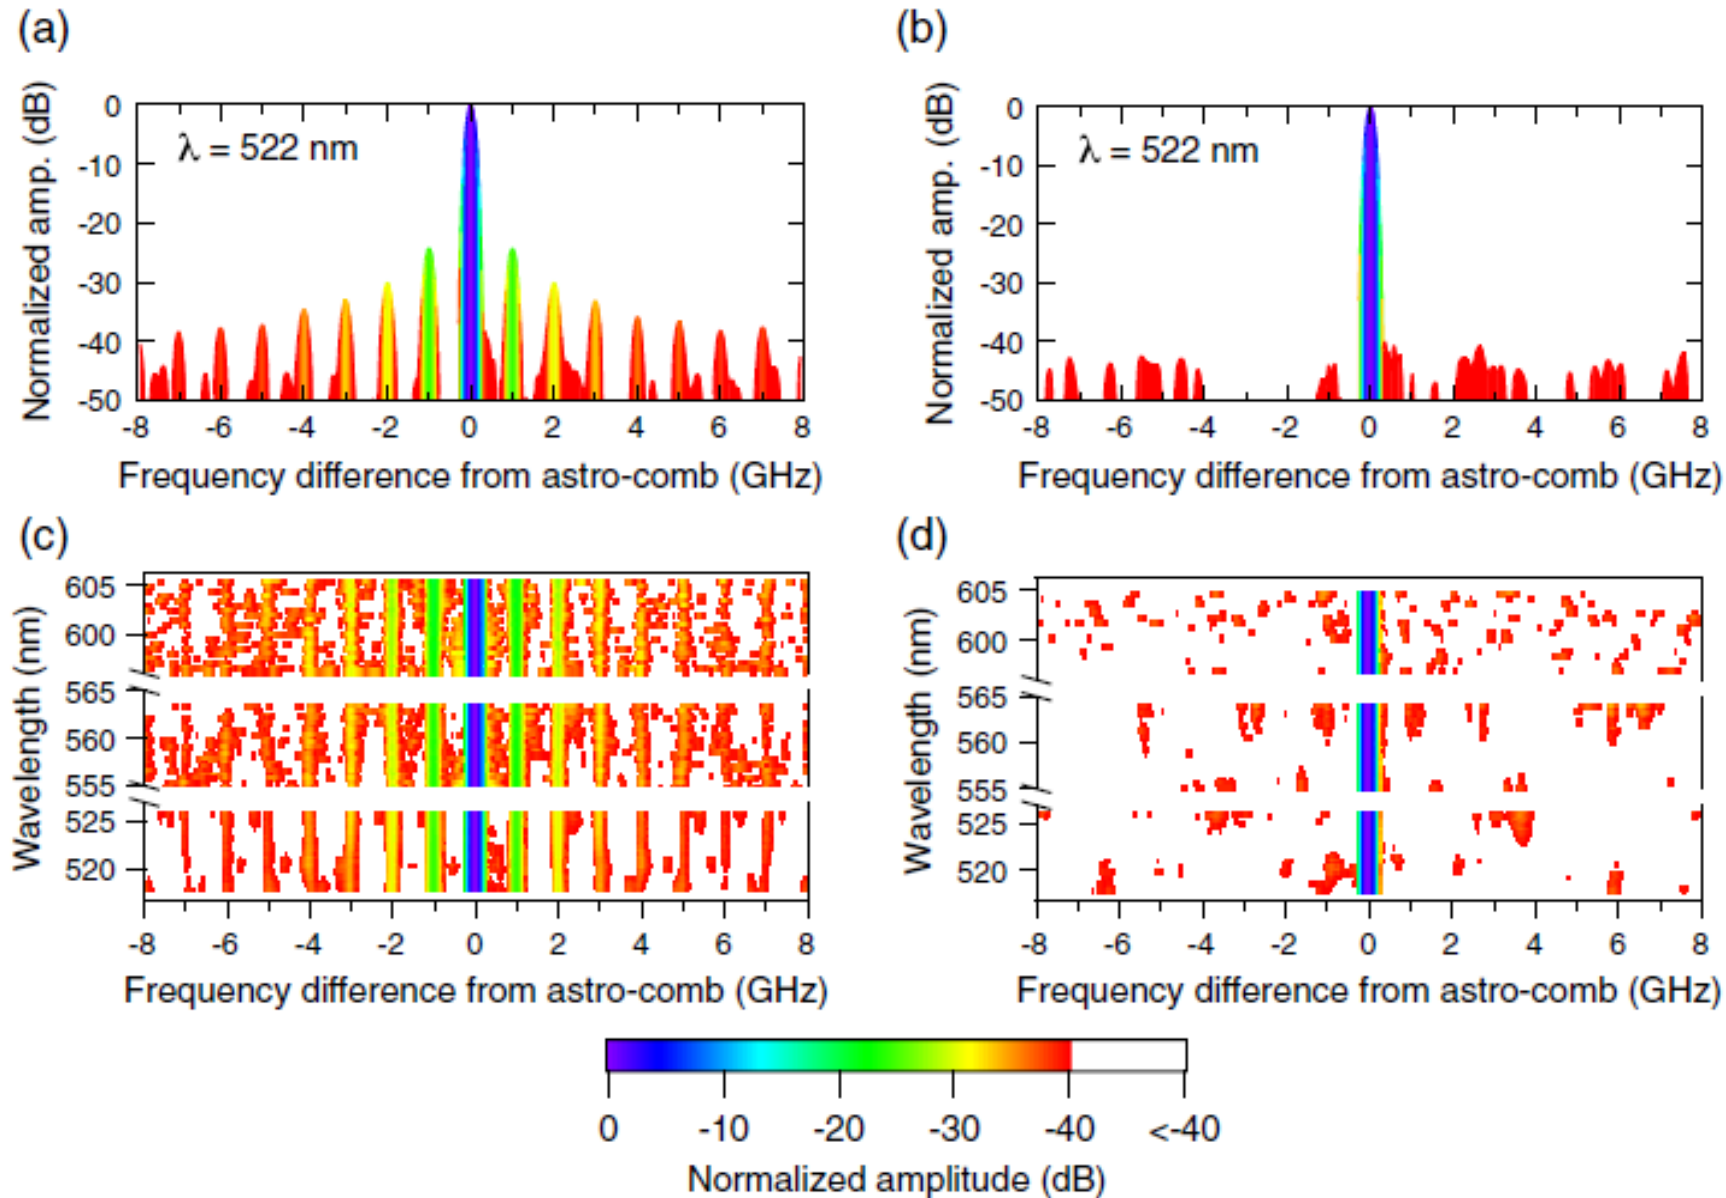 (a)
λ = 522 nm
Normalized amp. (dB)
0
-10
-20
-30
-40
-50
-8 -6 -4 -2 0 2 4 6 8
Frequency difference from astro-comb (GHz)
(b)
λ = 522 nm
Normalized amp. (dB)
0
-10
-20
-30
-40
-50
-8 -6 -4 -2 0 2 4 6 8
Frequency difference from astro-comb (GHz)
(c)
Wavelength (nm)
605
600
565
560
555
525
520
-8 -6 -4 -2 0 2 4 6 8
Frequency difference from astro-comb (GHz)
(d)
Wavelength (nm)
605
600
565
560
555
525
520
-8 -6 -4 -2 0 2 4 6 8
Frequency difference from astro-comb (GHz)
0 -10 -20 -30 -40 <-40
Normalized amplitude (dB)